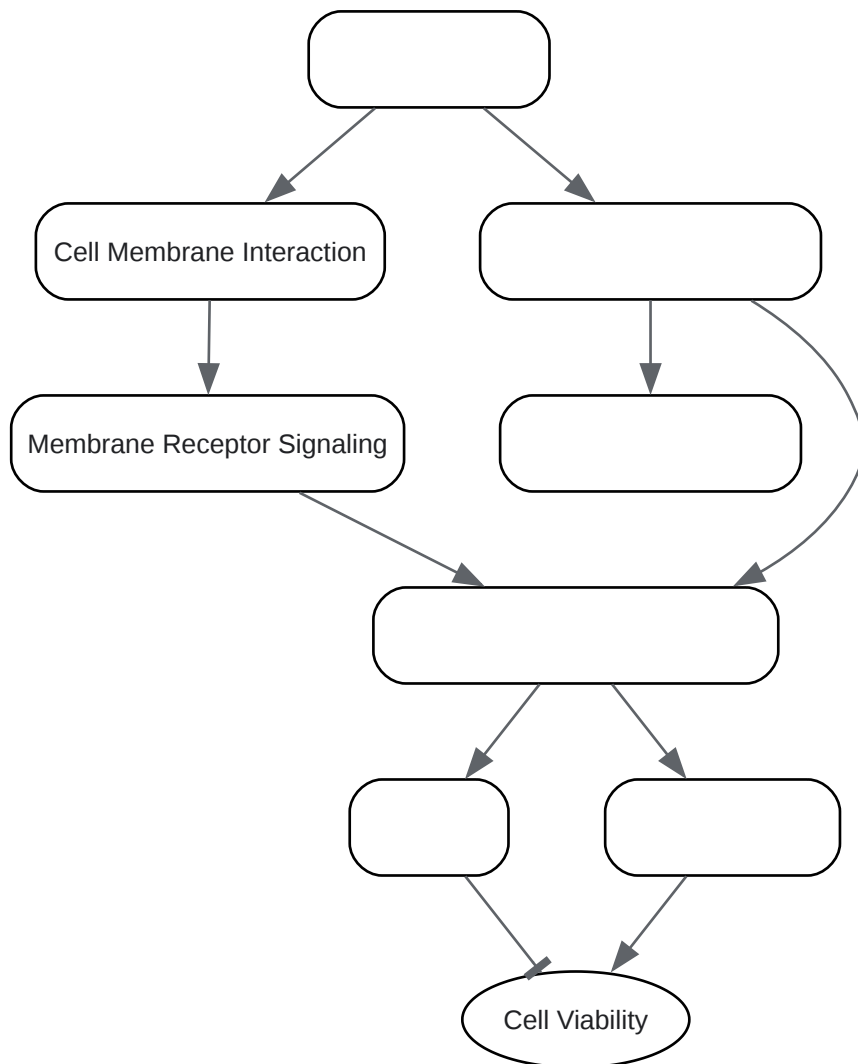 Cell Membrane Interaction
Membrane Receptor Signaling
Cell Viability